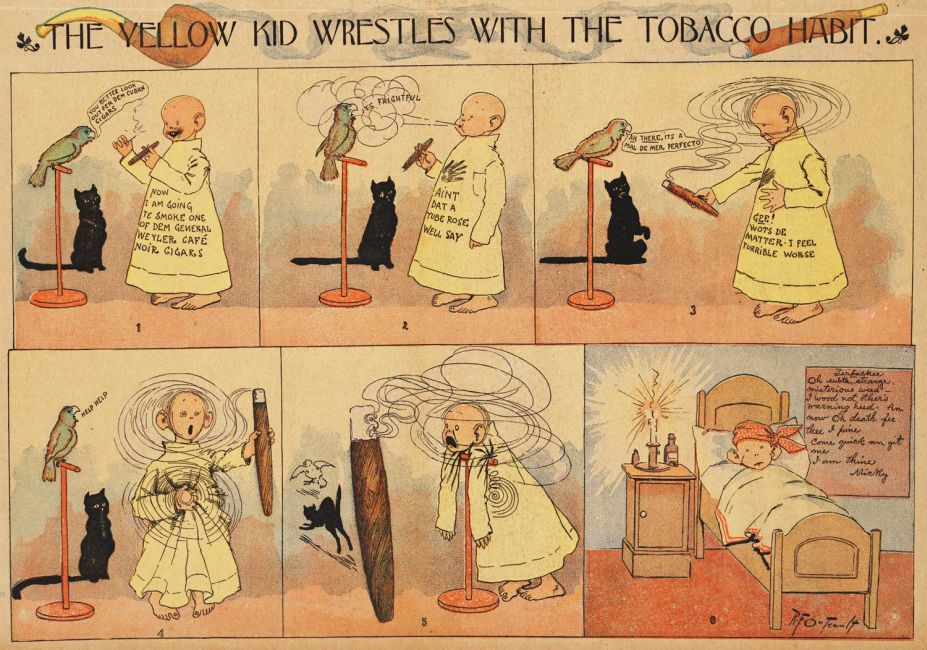 THE YELLOW KID WRESTLES WITH THE TOBACCO HABIT.
YOU BETTER LOOK
OUT FER DEM CUBAN
CIGARS
NOW
I AM GOING
TE SMOKE ONE
OF DEM GENERAL
WEYLER CAFÉ
NOIR CIGARS
1
TS FRIGHTFUL
AINT
DAT A
TUBE ROSE,
WELL SAY
2
AH THERE, ITS A
MAL DE MER PERFECTO
GEE!
WOTS DE
MATTER. I FEEL
TURRIBLE WORSE
3
HELP HELP
4
5
Terbackee
Oh subtle, strange,
misterious weed -
I wood not others
warning heed. An
now Oh death fer
thee I pine
Come quick an git
me
I am thine
Micky
6
R F Outcault